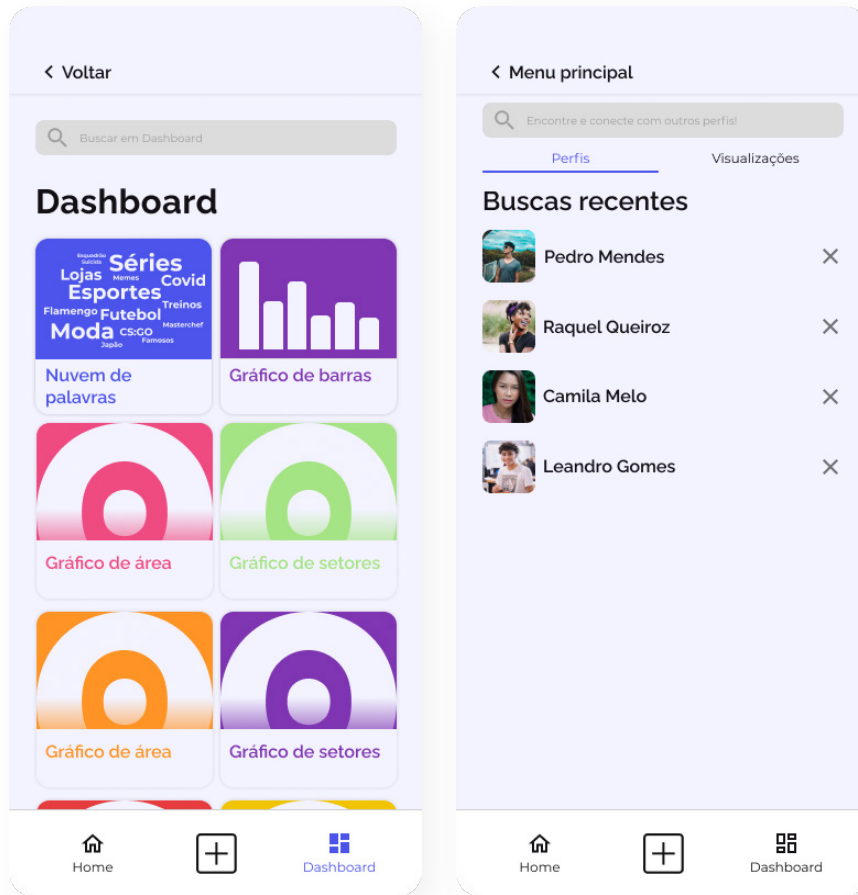 Voltar
Buscar em Dashboard
Dashboard
Esquadrão
Suicida
Séries
Lojas
Memes
Covid
Esportes
Treinos
Flamengo
Futebol
Moda
CS:GO
Masterchef
Japão
Famosos
Nuvem de
palavras
Gráfico de barras
Gráfico de área
Gráfico de setores
Gráfico de área
Gráfico de setores
Home
Dashboard
Menu principal
Encontre e conecte com outros perfis!
Perfis
Visualizações
Buscas recentes
Pedro Mendes
Raquel Queiroz
Camila Melo
Leandro Gomes
Home
Dashboard